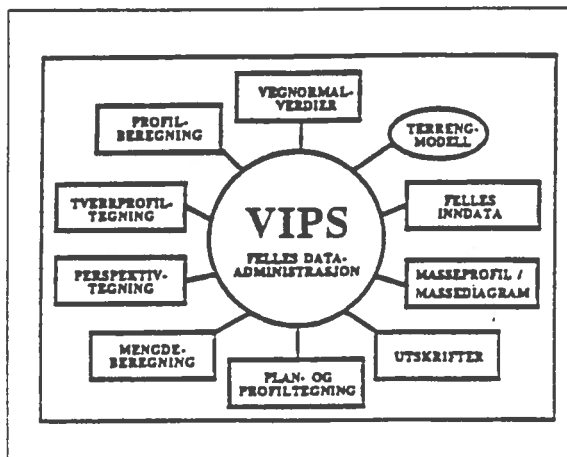 VEGNORMAL-
VERDIER
PROFIL-
BEREGNING
TERRENG-
MODELL
TVERRPROFIL-
TEGNING
VIPS
FELLES DATA-
ADMINISTRASJON
FELLES
INNDATA
PERSPEKTIV-
TEGNING
MASSEPROFIL /
MASSEDIAGRAM
MENGDE-
BEREGNING
PLAN- OG
PROFILTEGNING
UTSKRIFTER